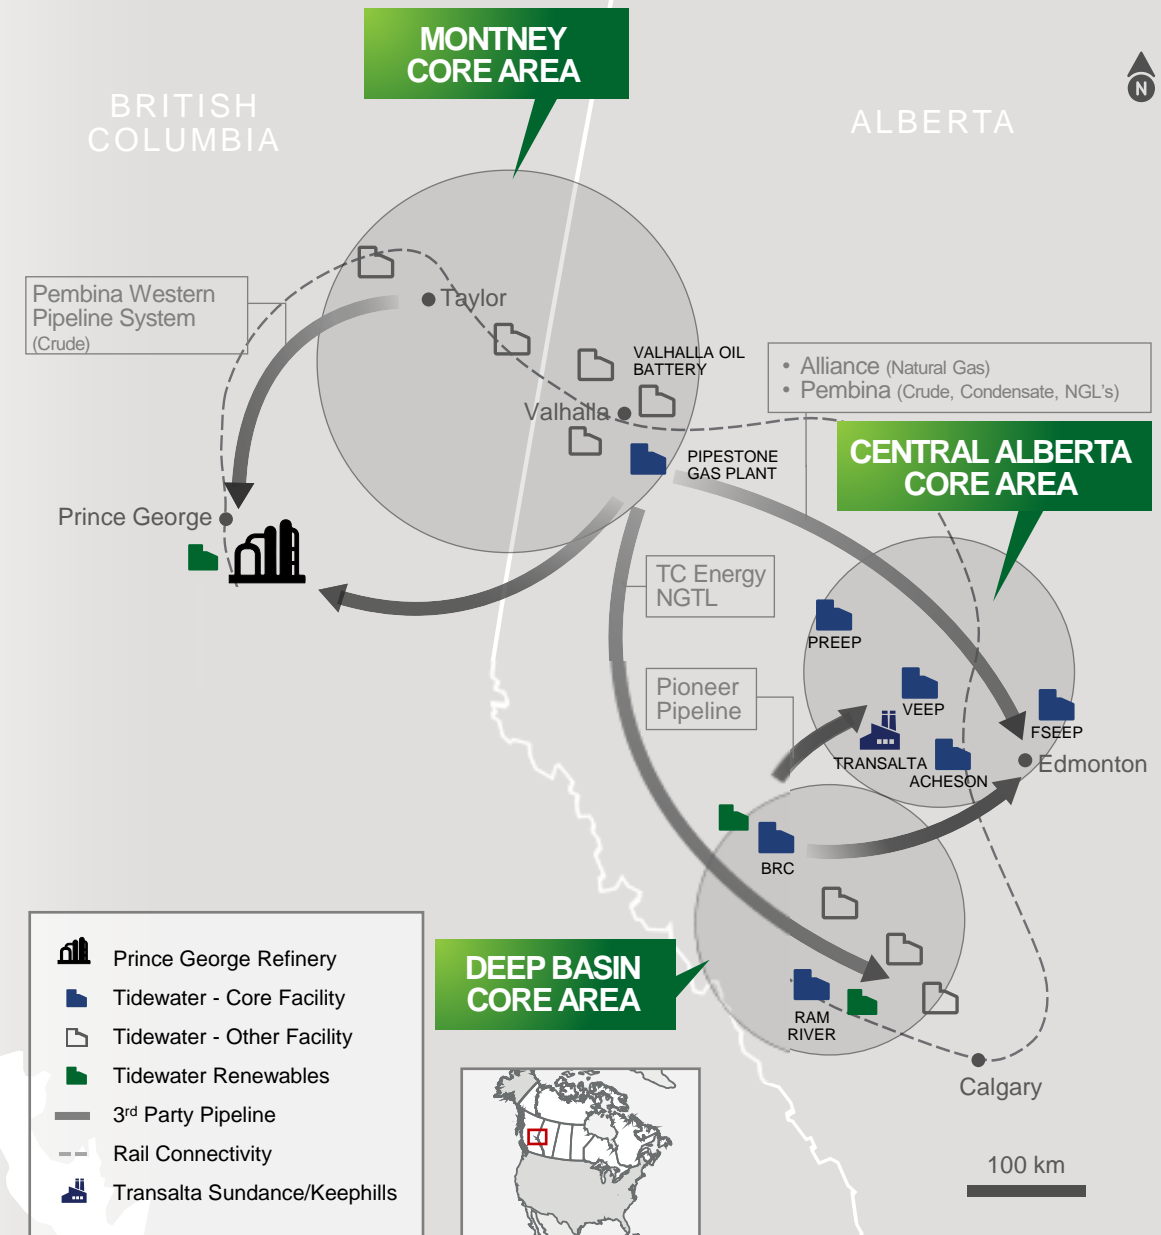 MONTNEY
CORE AREA
BRITISH
COLUMBIA
ALBERTA
N
Pembina Western
Pipeline System
(Crude)
Taylor
VALHALLA OIL
BATTERY
Valhalla
• Alliance (Natural Gas)
• Pembina (Crude, Condensate, NGL's)
CENTRAL ALBERTA
CORE AREA
PIPESTONE
GAS PLANT
Prince George
TC Energy
NGTL
PREEP
Pioneer
Pipeline
VEEP
FSEEP
TRANSALTA
ACHESON
Edmonton
BRC
DEEP BASIN
CORE AREA
RAM
RIVER
Calgary
100 km
Prince George Refinery
Tidewater - Core Facility
Tidewater - Other Facility
Tidewater Renewables
3rd Party Pipeline
Rail Connectivity
Transalta Sundance/Keephills